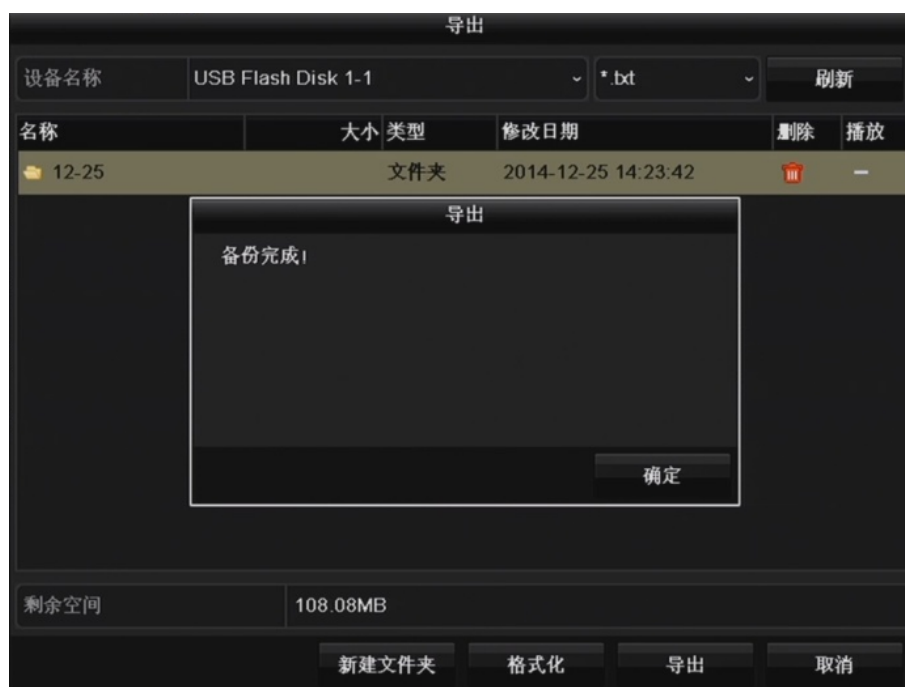 导出
设备名称 USB Flash Disk 1-1 *.txt 刷新
名称 大小 类型 修改日期 删除 播放
12-25 文件夹 2014-12-25 14:23:42 –
导出
备份完成!
确定
剩余空间 108.08MB
新建文件夹 格式化 导出 取消